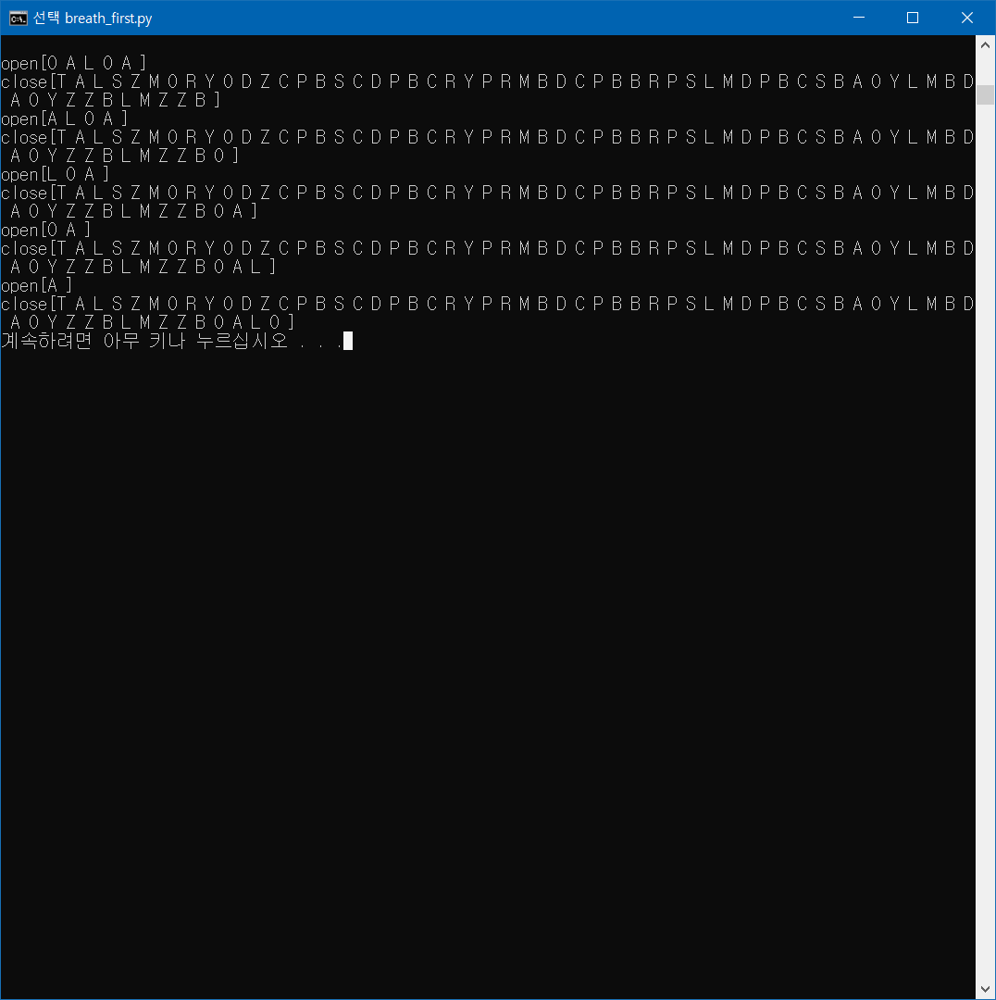 선택 breath_first.py
open[O A L O A ]
close[T A L S Z M O R Y O D Z C P B S C D P B C R Y P R M B D C P B B R P S L M D P B C S B A O Y L M B D
A O Y Z Z B L M Z Z B ]
open[A L O A ]
close[T A L S Z M O R Y O D Z C P B S C D P B C R Y P R M B D C P B B R P S L M D P B C S B A O Y L M B D
A O Y Z Z B L M Z Z B O ]
open[L O A ]
close[T A L S Z M O R Y O D Z C P B S C D P B C R Y P R M B D C P B B R P S L M D P B C S B A O Y L M B D
A O Y Z Z B L M Z Z B O A ]
open[O A ]
close[T A L S Z M O R Y O D Z C P B S C D P B C R Y P R M B D C P B B R P S L M D P B C S B A O Y L M B D
A O Y Z Z B L M Z Z B O A L ]
open[A ]
close[T A L S Z M O R Y O D Z C P B S C D P B C R Y P R M B D C P B B R P S L M D P B C S B A O Y L M B D
A O Y Z Z B L M Z Z B O A L O ]
계속하려면 아무 키나 누르십시오 . . .